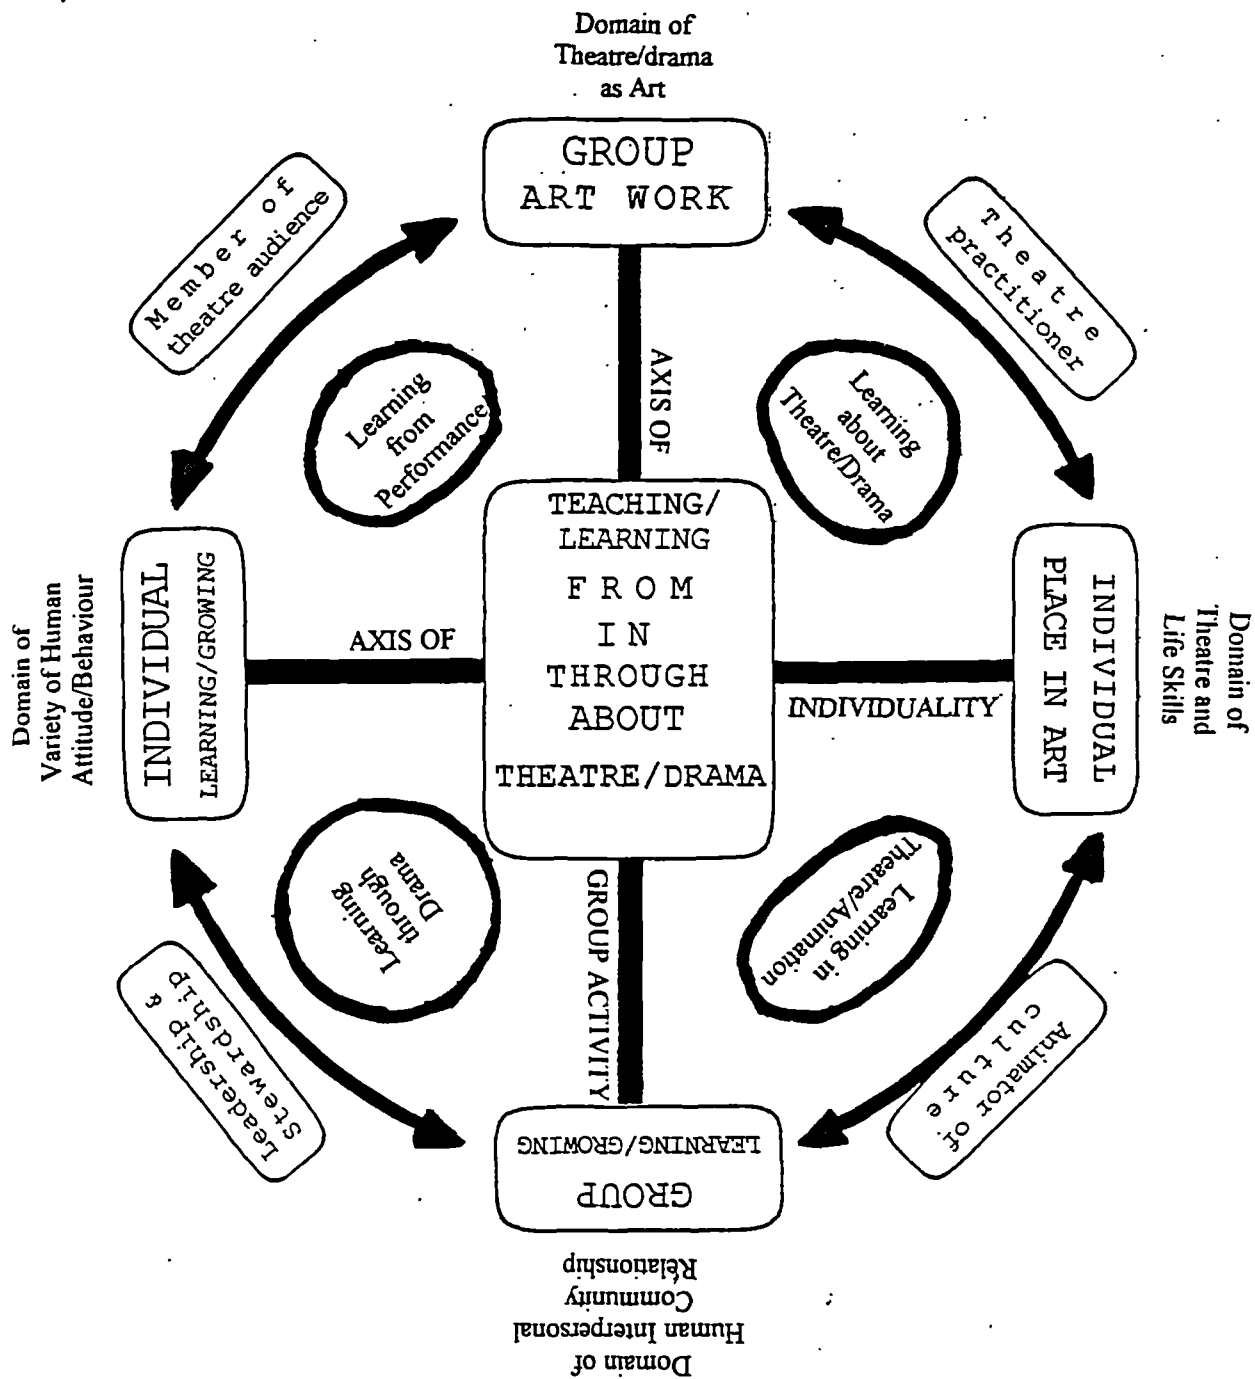 Domain of
Theatre/drama
as Art
GROUP
ART WORK
Member of
theatre audience
Theatre
practitioner
AXIS OF
Learning
from
Performance
Learning
about
Theatre/Drama
TEACHING/
LEARNING
FROM
IN
THROUGH
ABOUT
THEATRE/DRAMA
Domain of
Variety of Human
Attitude/Behaviour
INDIVIDUAL
LEARNING/GROWING
AXIS OF
INDIVIDUALITY
INDIVIDUAL
PLACE IN ART
Domain of
Theatre and
Life Skills
Learning
through
Drama
GROUP ACTIVITY
Learning in
Theatre/Animation
Leadership &
Stewardship
Animator of
culture
GROUP
LEARNING/GROWING
Domain of
Human Interpersonal
Community
Relationship